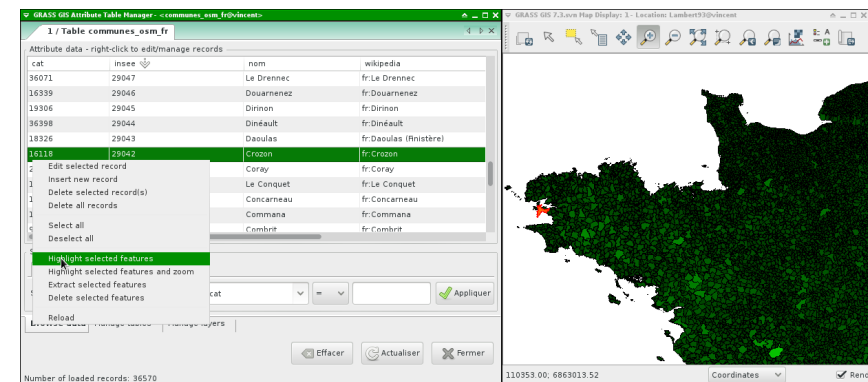 GRASS GIS Attribute Table Manager - <communes_osm_fr@vincent>
1 / Table communes_osm_fr
Attribute data - right-click to edit/manage records
cat insee nom wikipedia
36071 29047 Le Drennec fr:Le Drennec
16339 29046 Douarnenez fr:Douarnenez
19306 29045 Dirinon fr:Dirinon
36398 29044 Dinéault fr:Dinéault
18326 29043 Daoulas fr:Daoulas (Finistère)
16118 29042 Crozon fr:Crozon
Coray fr:Coray
Le Conquet fr:Le Conquet
Concarneau fr:Concarneau
Commana fr:Commana
Combrit fr:Combrit
Edit selected record
Insert new record
Delete selected record(s)
Delete all records
Select all
Deselect all
Highlight selected features
Highlight selected features and zoom
Extract selected features
Delete selected features
Reload
cat = Appliquer
Browse data Manage tables Manage layers
Effacer Actualiser Fermer
Number of loaded records: 36570
GRASS GIS 7.3.svn Map Display: 1 - Location: Lambert93@vincent
110353.00; 6863013.52 Coordinates